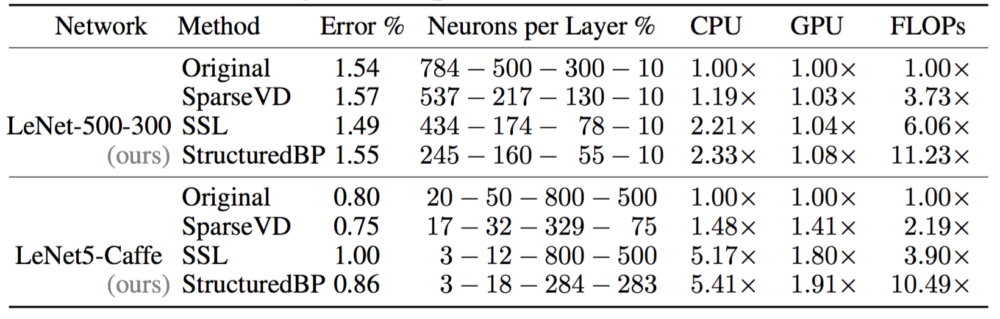 Network Method Error % Neurons per Layer % CPU GPU FLOPs
Original 1.54 784 − 500 − 300 − 10 1.00× 1.00× 1.00×
SparseVD 1.57 537 − 217 − 130 − 10 1.19× 1.03× 3.73×
LeNet-500-300 SSL 1.49 434 − 174 − 78 − 10 2.21× 1.04× 6.06×
(ours) StructuredBP 1.55 245 − 160 − 55 − 10 2.33× 1.08× 11.23×
Original 0.80 20 − 50 − 800 − 500 1.00× 1.00× 1.00×
SparseVD 0.75 17 − 32 − 329 − 75 1.48× 1.41× 2.19×
LeNet5-Caffe SSL 1.00 3 − 12 − 800 − 500 5.17× 1.80× 3.90×
(ours) StructuredBP 0.86 3 − 18 − 284 − 283 5.41× 1.91× 10.49×